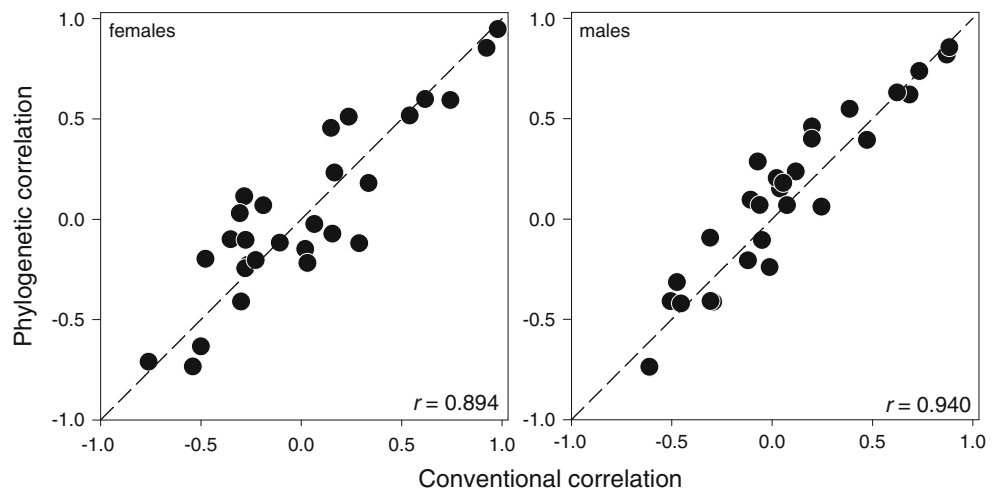 females
males
1.0
0.5
0.0
-0.5
-1.0
1.0
0.5
0.0
-0.5
-1.0
r = 0.894
r = 0.940
-1.0 -0.5 0.0 0.5 1.0
-1.0 -0.5 0.0 0.5 1.0
Phylogenetic correlation
Conventional correlation